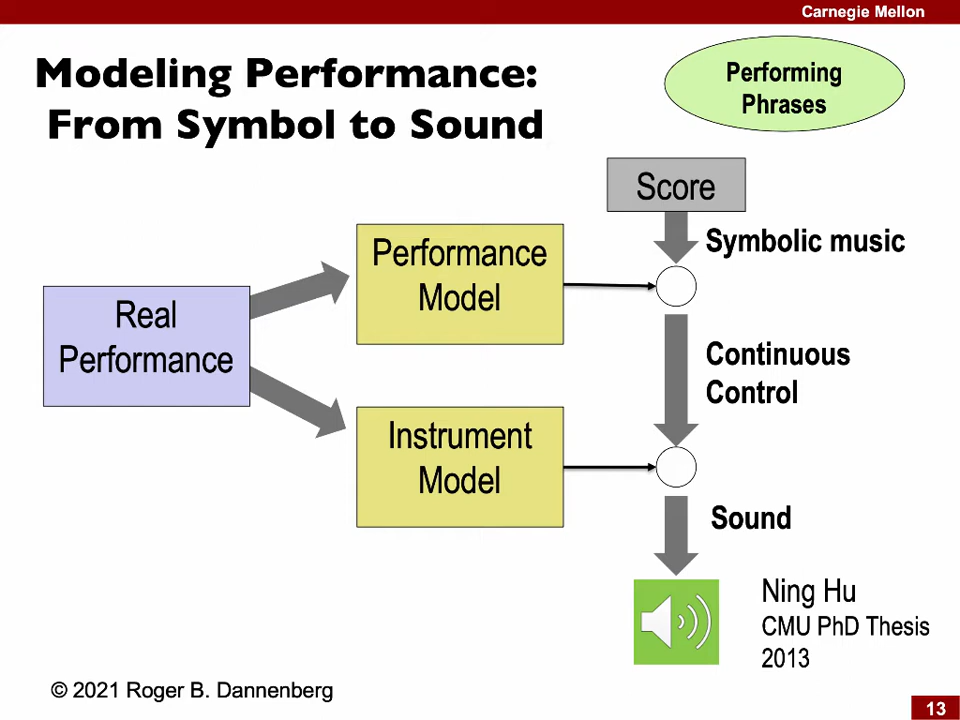 Carnegie Mellon
Modeling Performance:
From Symbol to Sound
Performing
Phrases
Score
Symbolic music
Performance
Model
Real
Performance
Continuous
Control
Instrument
Model
Sound
Ning Hu
CMU PhD Thesis
2013
© 2021 Roger B. Dannenberg
13